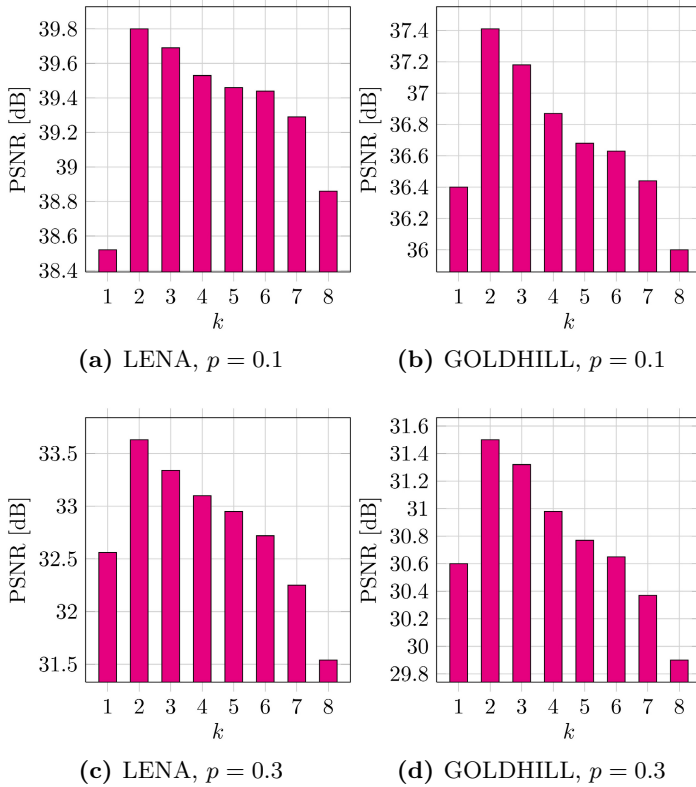 PSNR [dB]
39.8
39.6
39.4
39.2
39
38.8
38.6
38.4
1 2 3 4 5 6 7 8
k
(a) LENA, p = 0.1
PSNR [dB]
37.4
37.2
37
36.8
36.6
36.4
36.2
36
1 2 3 4 5 6 7 8
k
(b) GOLDHILL, p = 0.1
PSNR [dB]
33.5
33
32.5
32
31.5
1 2 3 4 5 6 7 8
k
(c) LENA, p = 0.3
PSNR [dB]
31.6
31.4
31.2
31
30.8
30.6
30.4
30.2
30
29.8
1 2 3 4 5 6 7 8
k
(d) GOLDHILL, p = 0.3